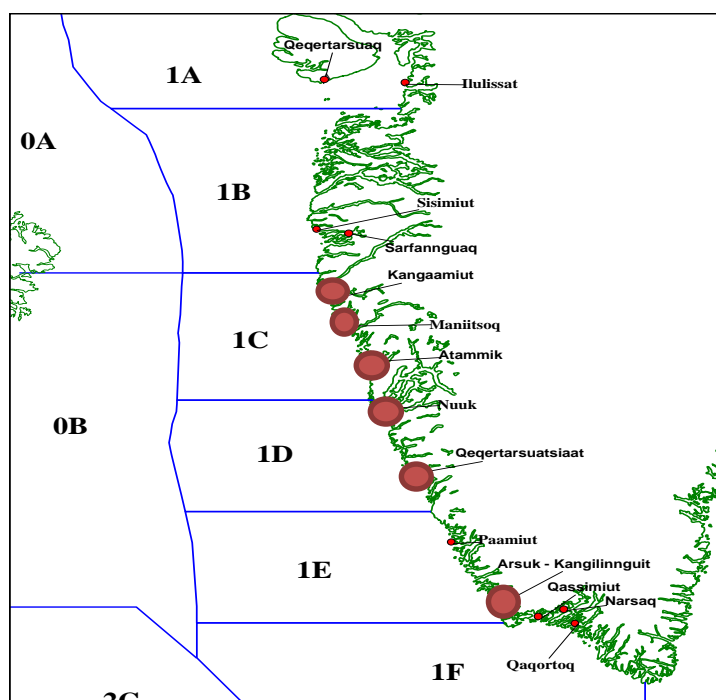 Qeqertarsuaq
1A
Ilulissat
0A
1B
Sisimiut
Sarfannguaq
Kangaamiut
Maniitsoq
1C
Atammik
Nuuk
0B
1D
Qeqertarsuatsiaat
Paamiut
Arsuk - Kangilinnguit
1E
Qassimiut
Narsaq
Qaqortoq
1F